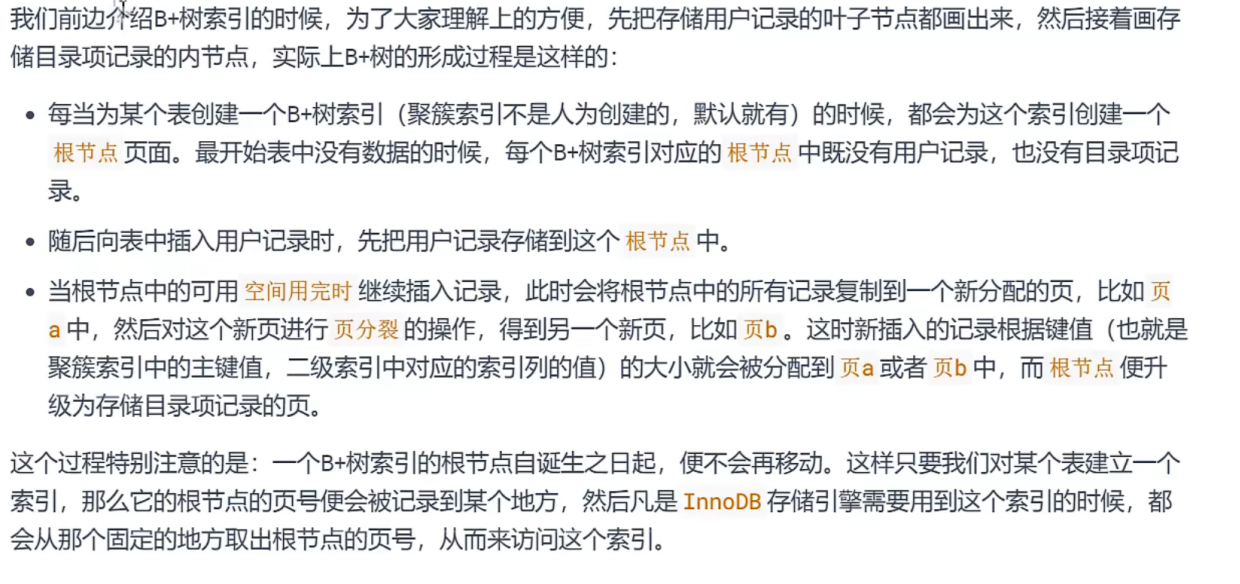 我们前边介绍B+树索引的时候，为了大家理解上的方便，先把存储用户记录的叶子节点都画出来，然后接着画存
储目录项记录的内节点，实际上B+树的形成过程是这样的：
• 每当为某个表创建一个B+树索引（聚簇索引不是人为创建的，默认就有）的时候，都会为这个索引创建一个
根节点 页面。最开始表中没有数据的时候，每个B+树索引对应的 根节点 中既没有用户记录，也没有目录项记
录。
• 随后向表中插入用户记录时，先把用户记录存储到这个 根节点 中。
• 当根节点中的可用 空间用完时 继续插入记录，此时会将根节点中的所有记录复制到一个新分配的页，比如 页
a 中，然后对这个新页进行 页分裂 的操作，得到另一个新页，比如 页b 。这时新插入的记录根据键值（也就是
聚簇索引中的主键值，二级索引中对应的索引列的值）的大小就会被分配到 页a 或者 页b 中，而 根节点 便升
级为存储目录项记录的页。
这个过程特别注意的是：一个B+树索引的根节点自诞生之日起，便不会再移动。这样只要我们对某个表建立一个
索引，那么它的根节点的页号便会被记录到某个地方，然后凡是 InnoDB 存储引擎需要用到这个索引的时候，都
会从那个固定的地方取出根节点的页号，从而来访问这个索引。